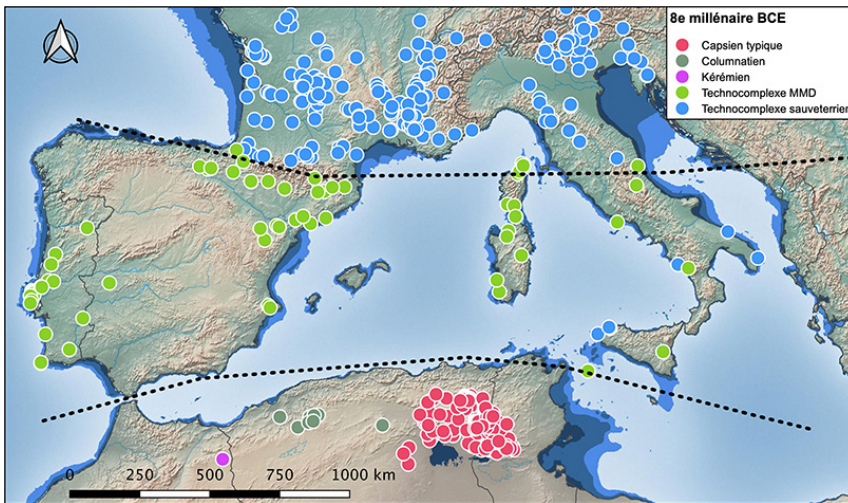 8e millénaire BCE
Capsien typique
Columnatien
Kérémien
Technocomplexe MMD
Technocomplexe sauveterrien
0 250 500 750 1000 km